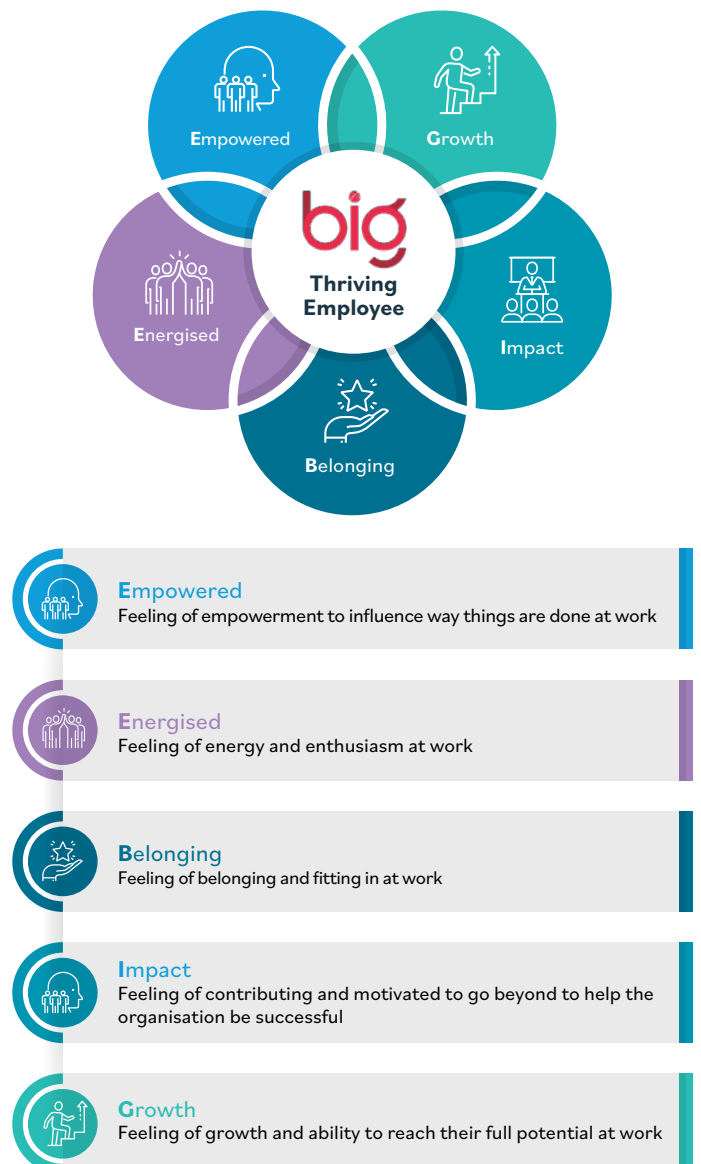 Empowered
Growth
big
Thriving
Employee
Energised
Impact
Belonging
Empowered
Feeling of empowerment to influence way things are done at work
Energised
Feeling of energy and enthusiasm at work
Belonging
Feeling of belonging and fitting in at work
Impact
Feeling of contributing and motivated to go beyond to help the
organisation be successful
Growth
Feeling of growth and ability to reach their full potential at work